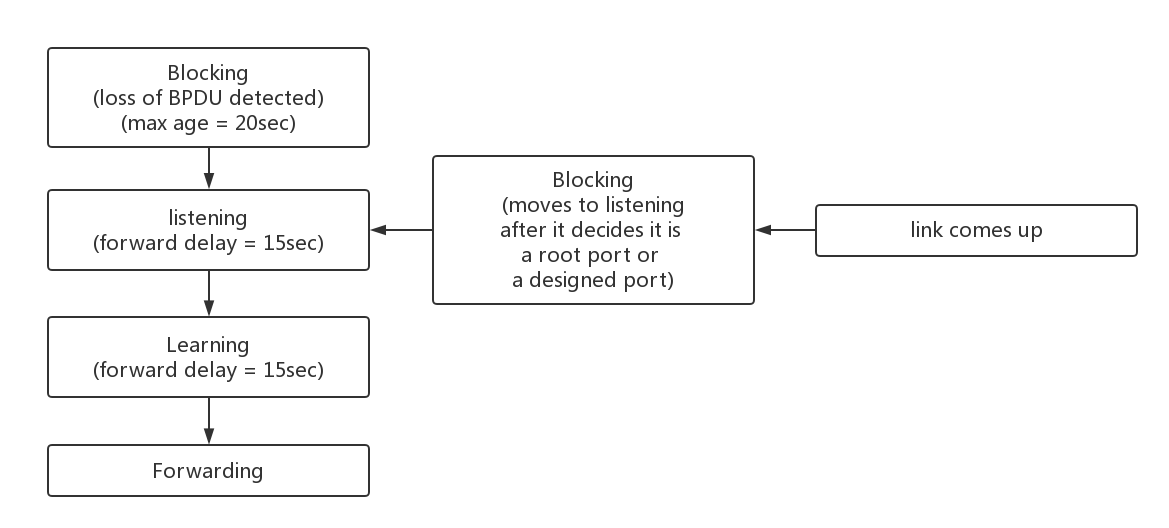 Blocking
(loss of BPDU detected)
(max age = 20sec)
listening
(forward delay = 15sec)
Learning
(forward delay = 15sec)
Forwarding
Blocking
(moves to listening
after it decides it is
a root port or
a designed port)
link comes up